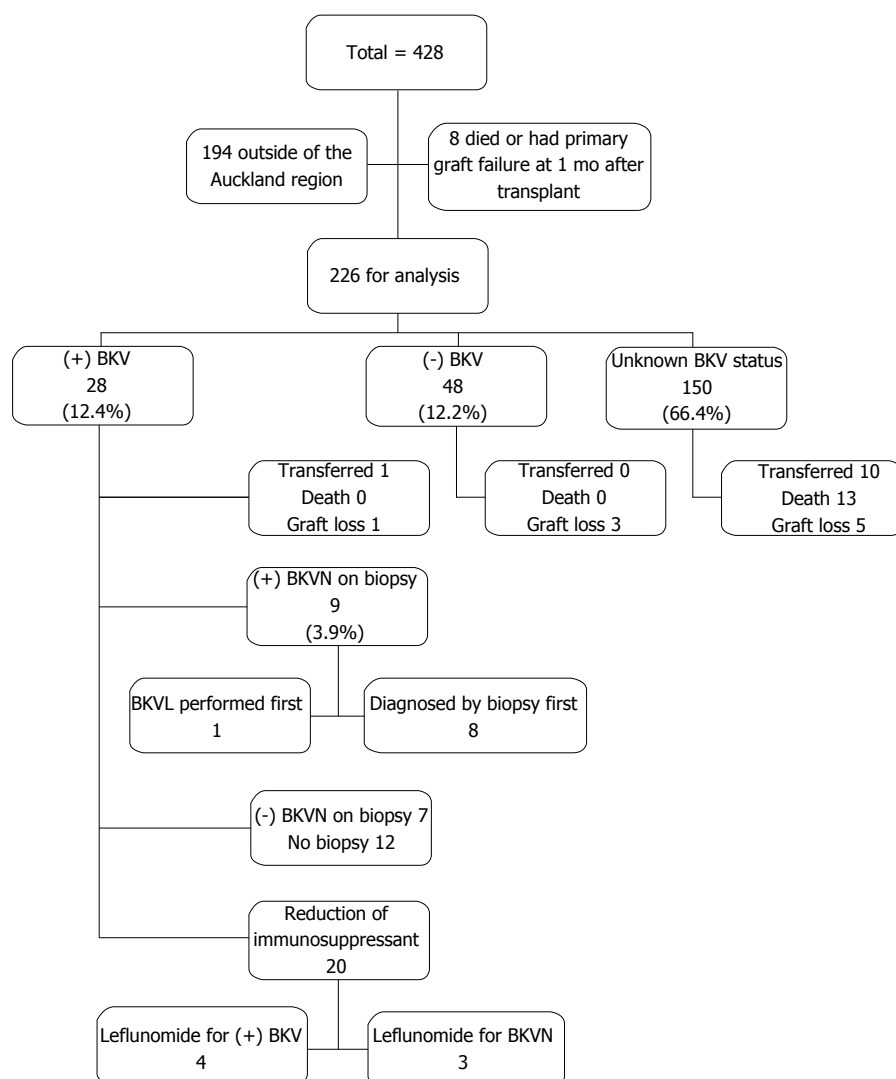 Total = 428
194 outside of the
Auckland region
8 died or had primary
graft failure at 1 mo after
transplant
226 for analysis
(+) BKV
28
(12.4%)
(-) BKV
48
(12.2%)
Unknown BKV status
150
(66.4%)
Transferred 1
Death 0
Graft loss 1
Transferred 0
Death 0
Graft loss 3
Transferred 10
Death 13
Graft loss 5
(+) BKVN on biopsy
9
(3.9%)
BKVL performed first
1
Diagnosed by biopsy first
8
(-) BKVN on biopsy 7
No biopsy 12
Reduction of
immunosuppressant
20
Leflunomide for (+) BKV
4
Leflunomide for BKVN
3